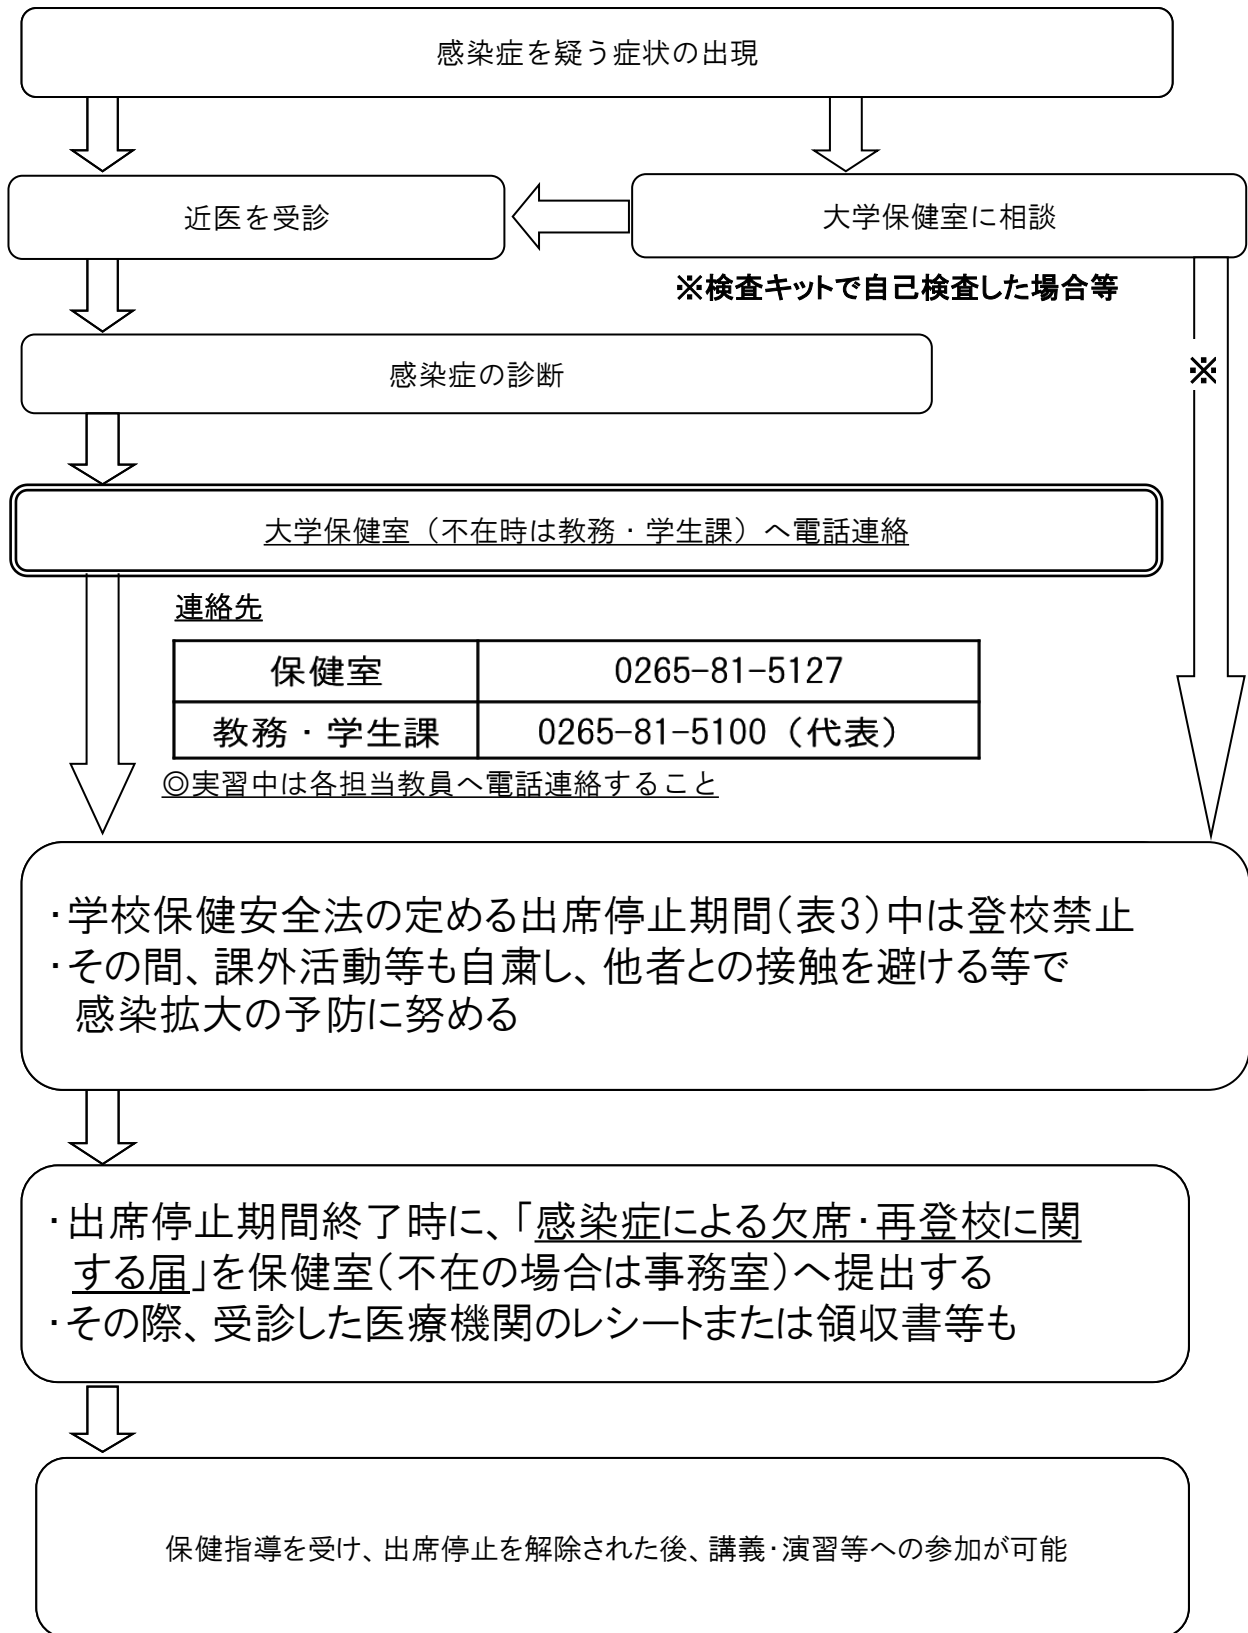 感染症を疑う症状の出現
近医を受診
大学保健室に相談
※検査キットで自己検査した場合等
感染症の診断
※
大学保健室（不在時は教務・学生課）へ電話連絡
連絡先
保健室 0265-81-5127
教務・学生課 0265-81-5100（代表）
◎実習中は各担当教員へ電話連絡すること
・学校保健安全法の定める出席停止期間（表3）中は登校禁止
・その間、課外活動等も自粛し、他者との接触を避ける等で
感染拡大の予防に努める
・出席停止期間終了時に、「感染症による欠席・再登校に関
する届」を保健室（不在の場合は事務室）へ提出する
・その際、受診した医療機関のレシートまたは領収書等も
保健指導を受け、出席停止を解除された後、講義・演習等への参加が可能